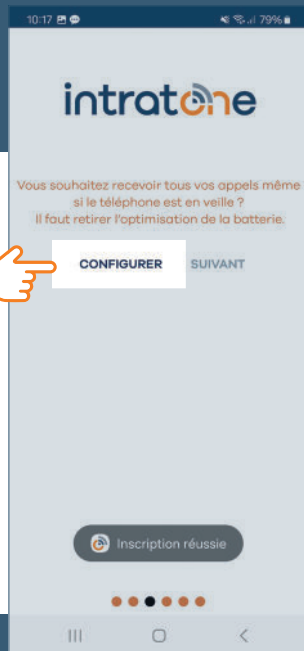 10:17
79%
intratone
Vous souhaitez recevoir tous vos appels même
si le téléphone est en veille ?
Il faut retirer l'optimisation de la batterie.
CONFIGURER SUIVANT
Inscription réussie